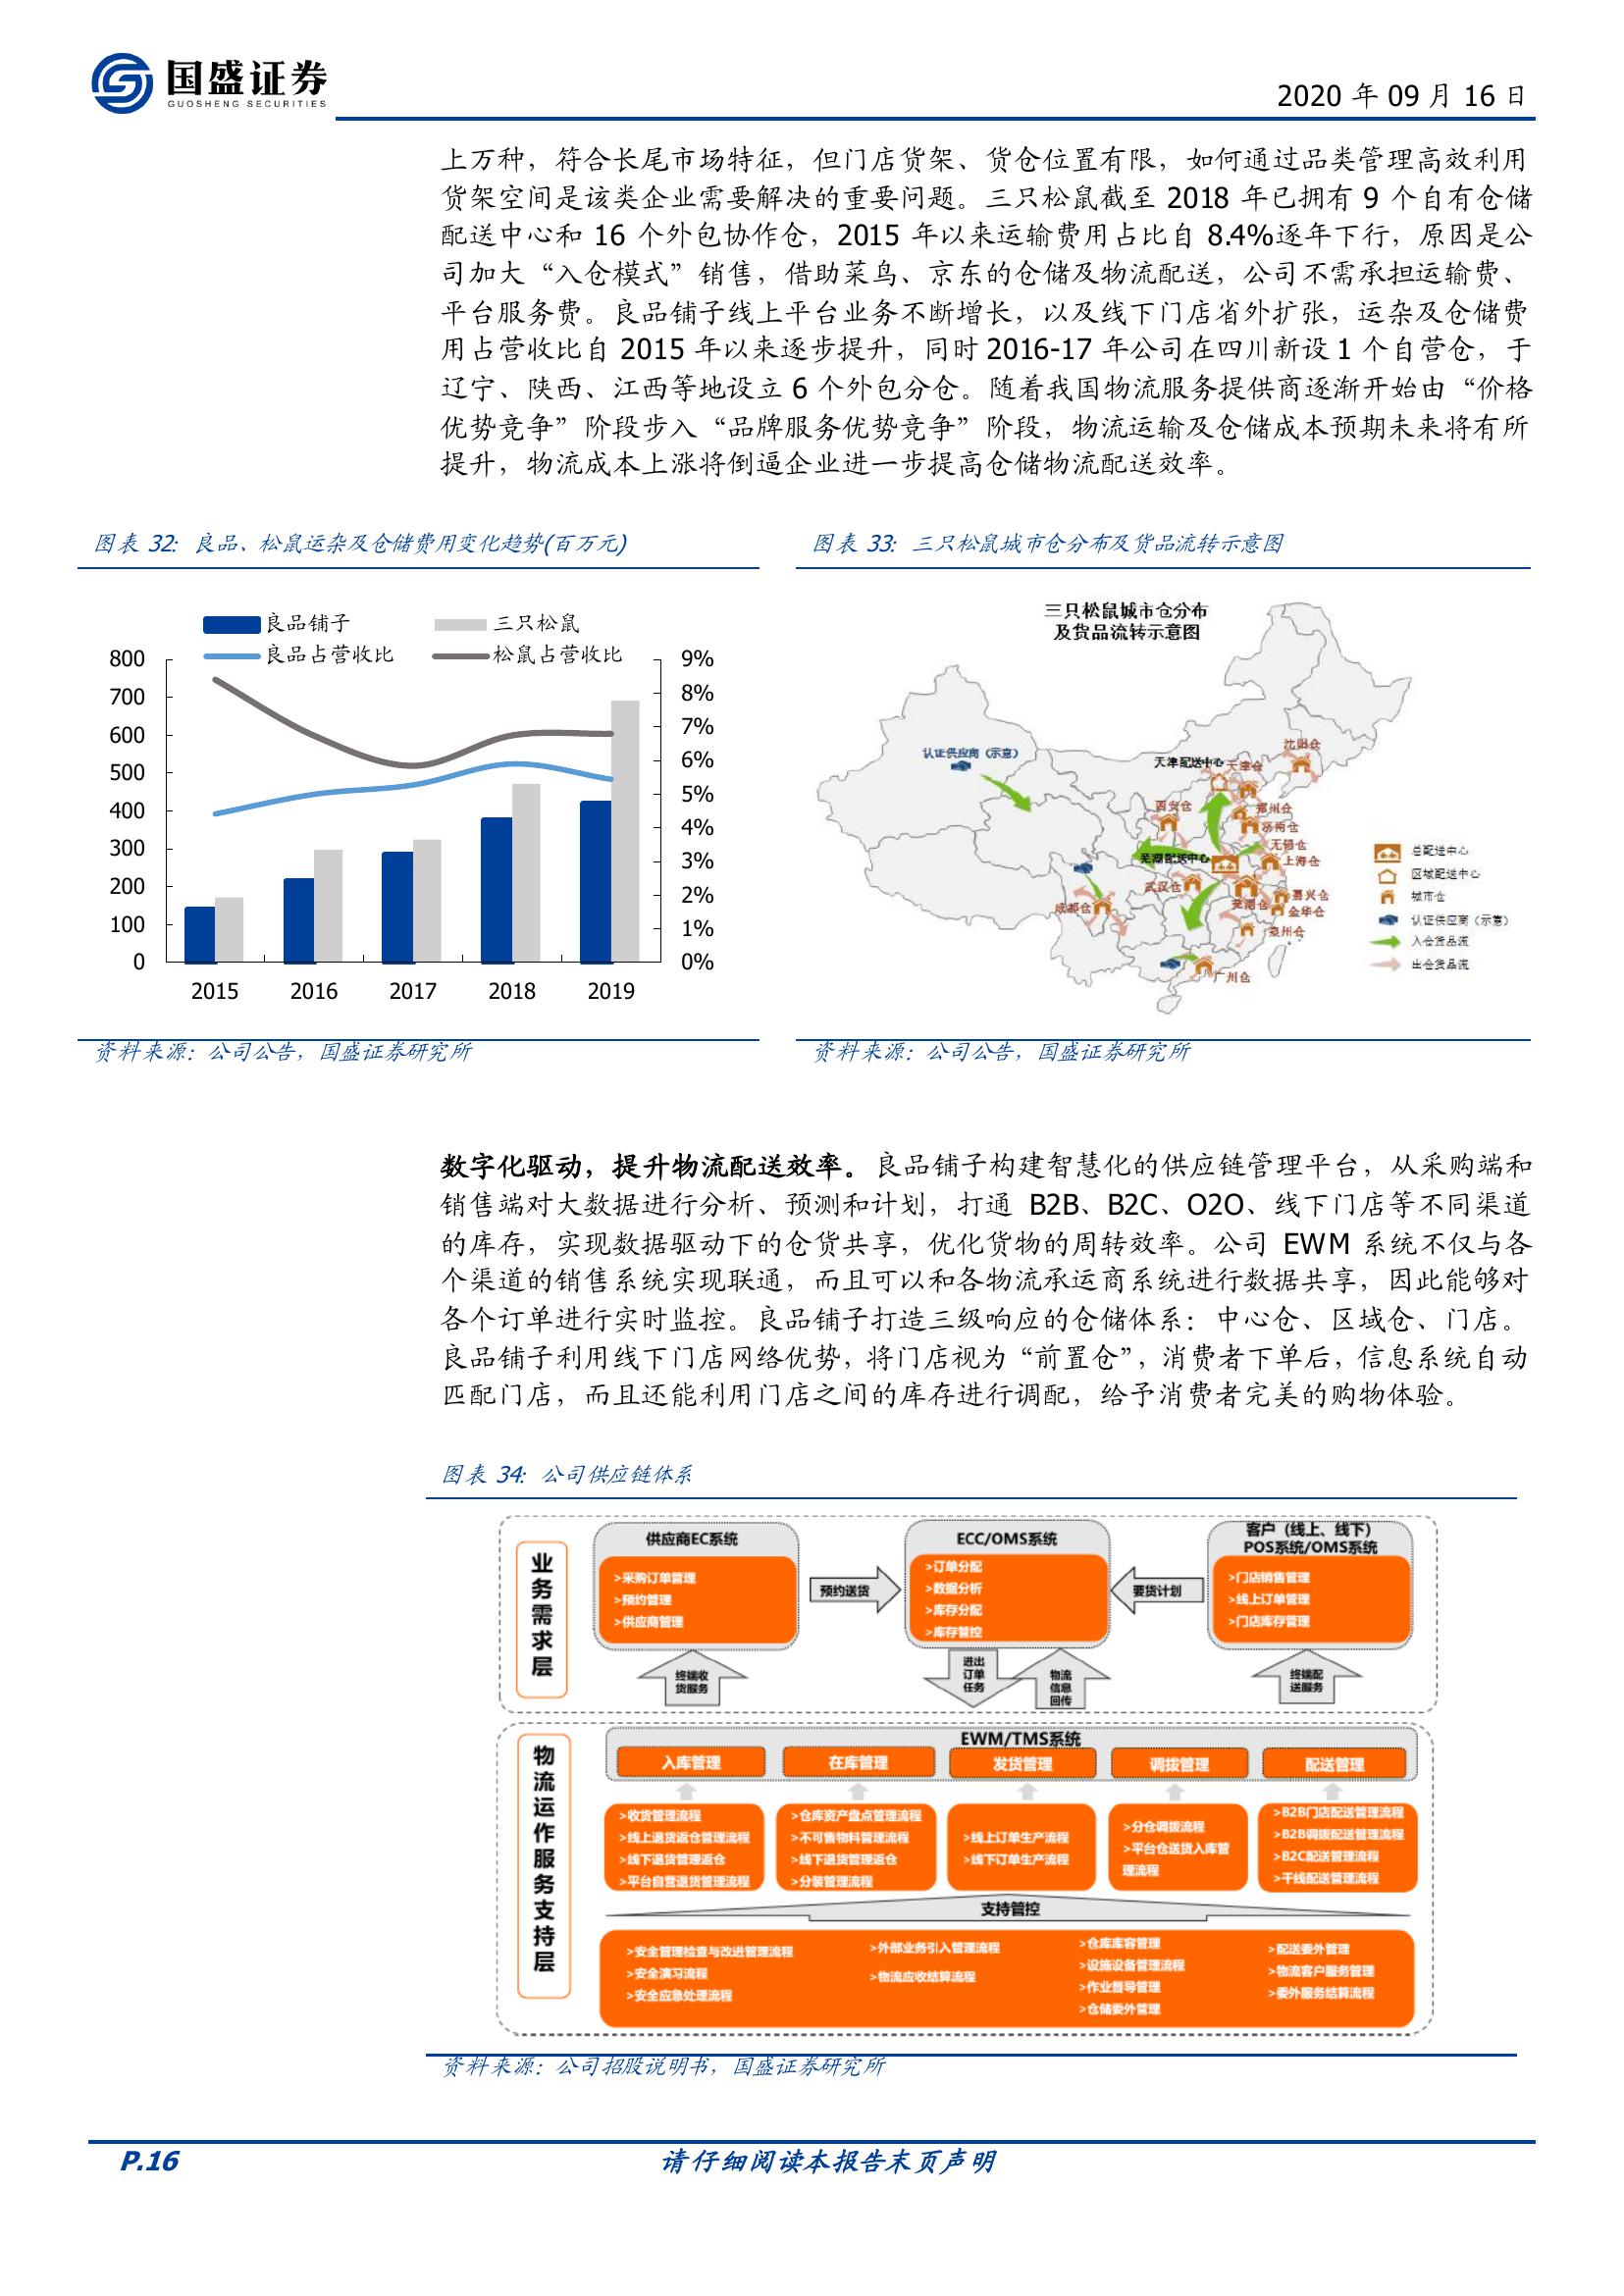 国盛证券
GUOSHENG SECURITIES
2020 年 09 月 16 日
上万种，符合长尾市场特征，但门店货架、货仓位置有限，如何通过品类管理高效利用
货架空间是该类企业需要解决的重要问题。三只松鼠截至 2018 年已拥有 9 个自有仓储
配送中心和 16 个外包协作仓，2015 年以来运输费用占比自 8.4%逐年下行，原因是公
司加大“入仓模式”销售，借助菜鸟、京东的仓储及物流配送，公司不需承担运输费、
平台服务费。良品铺子线上平台业务不断增长，以及线下门店省外扩张，运杂及仓储费
用占营收比自 2015 年以来逐步提升，同时 2016-17 年公司在四川新设 1 个自营仓，于
辽宁、陕西、江西等地设立 6 个外包分仓。随着我国物流服务提供商逐渐开始由“价格
优势竞争”阶段步入“品牌服务优势竞争”阶段，物流运输及仓储成本预期未来将有所
提升，物流成本上涨将倒逼企业进一步提高仓储物流配送效率。
图表 32: 良品、松鼠运杂及仓储费用变化趋势(百万元)
良品铺子
三只松鼠
良品占营收比
松鼠占营收比
800
700
600
500
400
300
200
100
0
9%
8%
7%
6%
5%
4%
3%
2%
1%
0%
2015
2016
2017
2018
2019
资料来源：公司公告，国盛证券研究所
图表 33: 三只松鼠城市仓分布及货品流转示意图
三只松鼠城市仓分布
及货品流转示意图
认证供应商（示意）
沈阳仓
天津配送中心
天津仓
西安仓
郑州仓
济南仓
无锡仓
芜湖配送中心
上海仓
武汉仓
嘉兴仓
芜湖仓
金华仓
成都仓
泉州仓
广州仓
总配送中心
区域配送中心
城市仓
认证供应商（示意）
入仓货品流
出仓货品流
资料来源：公司公告，国盛证券研究所
数字化驱动，提升物流配送效率。良品铺子构建智慧化的供应链管理平台，从采购端和
销售端对大数据进行分析、预测和计划，打通 B2B、B2C、O2O、线下门店等不同渠道
的库存，实现数据驱动下的仓货共享，优化货物的周转效率。公司 EWM 系统不仅与各
个渠道的销售系统实现联通，而且可以和各物流承运商系统进行数据共享，因此能够对
各个订单进行实时监控。良品铺子打造三级响应的仓储体系：中心仓、区域仓、门店。
良品铺子利用线下门店网络优势，将门店视为“前置仓”，消费者下单后，信息系统自动
匹配门店，而且还能利用门店之间的库存进行调配，给予消费者完美的购物体验。
图表 34: 公司供应链体系
业务需求层
供应商EC系统
>采购订单管理
>预约管理
>供应商管理
预约送货
ECC/OMS系统
>订单分配
>数据分析
>库存分配
>库存管控
要货计划
客户（线上、线下）
POS系统/OMS系统
>门店销售管理
>线上订单管理
>门店库存管理
终端收
货服务
进出
订单
任务
物流
信息
回传
终端配
送服务
物流运作服务支持层
EWM/TMS系统
入库管理
在库管理
发货管理
调拨管理
配送管理
>收货管理流程
>线上退货返仓管理流程
>线下退货管理返仓
>平台自营退货管理流程
>仓库资产盘点管理流程
>不可售物料管理流程
>线下退货管理返仓
>分装管理流程
>线上订单生产流程
>线下订单生产流程
>分仓调拨流程
>平台仓送货入库管
理流程
>B2B门店配送管理流程
>B2B调拨配送管理流程
>B2C配送管理流程
>干线配送管理流程
支持管控
>安全管理检查与改进管理流程
>安全演习流程
>安全应急处理流程
>外部业务引入管理流程
>物流应收结算流程
>仓库库容管理
>设施设备管理流程
>作业督导管理
>仓储委外管理
>配送委外管理
>物流客户服务管理
>委外服务结算流程
资料来源：公司招股说明书，国盛证券研究所
P.16
请仔细阅读本报告末页声明